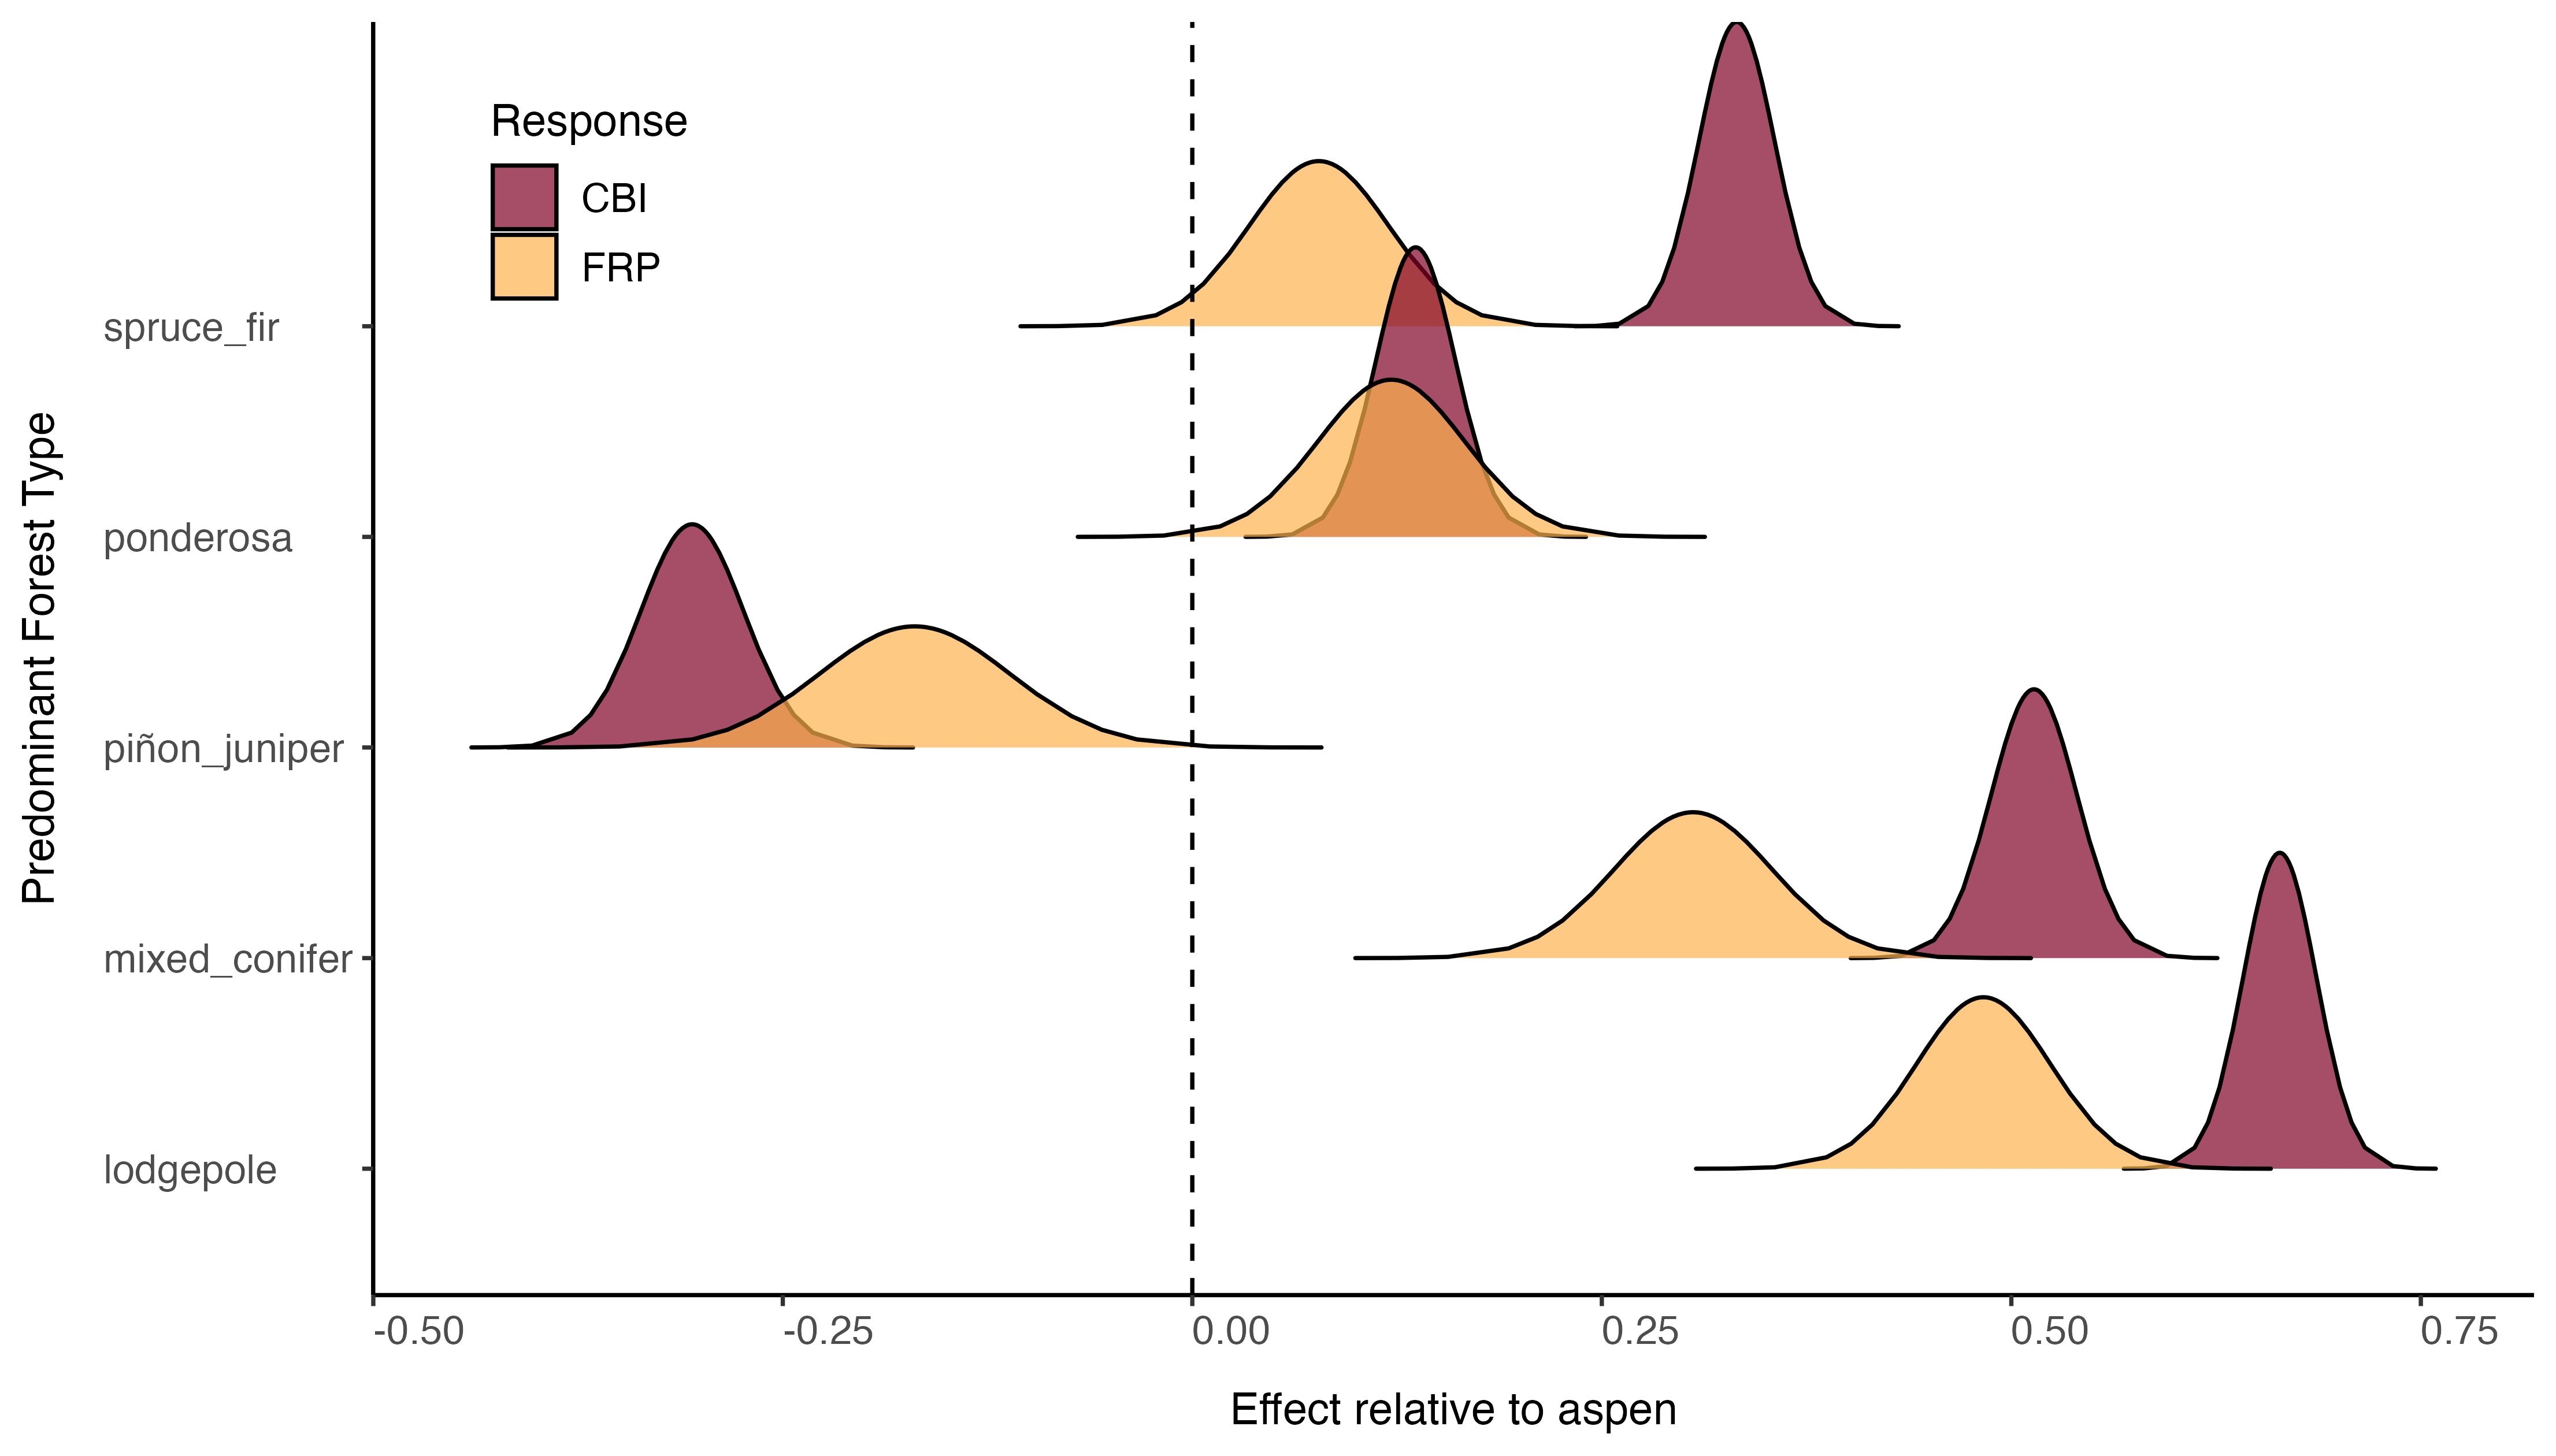 Response
CBI
FRP
Predominant Forest Type
spruce_fir
ponderosa
piñon_juniper
mixed_conifer
lodgepole
-0.50 -0.25 0.00 0.25 0.50 0.75
Effect relative to aspen